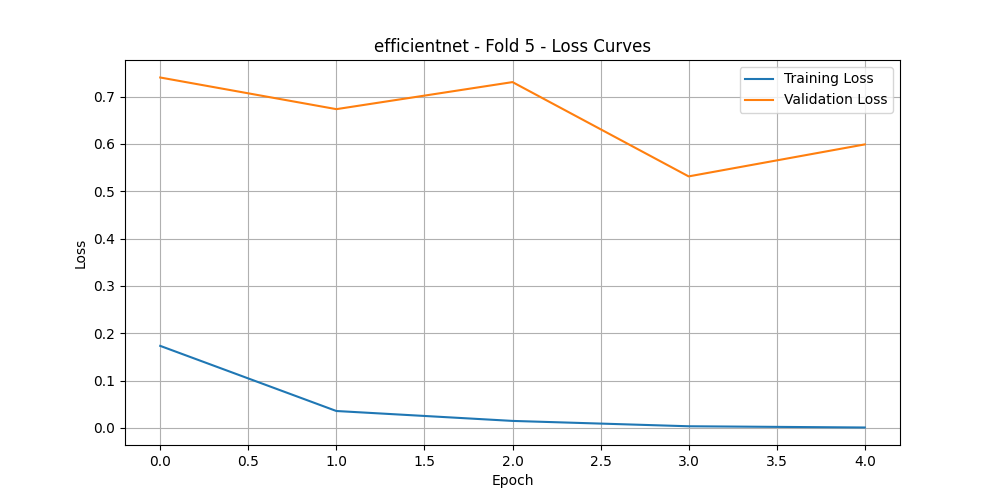 efficientnet - Fold 5 - Loss Curves
Training Loss
Validation Loss
Loss
0.7
0.6
0.5
0.4
0.3
0.2
0.1
0.0
0.0 0.5 1.0 1.5 2.0 2.5 3.0 3.5 4.0
Epoch